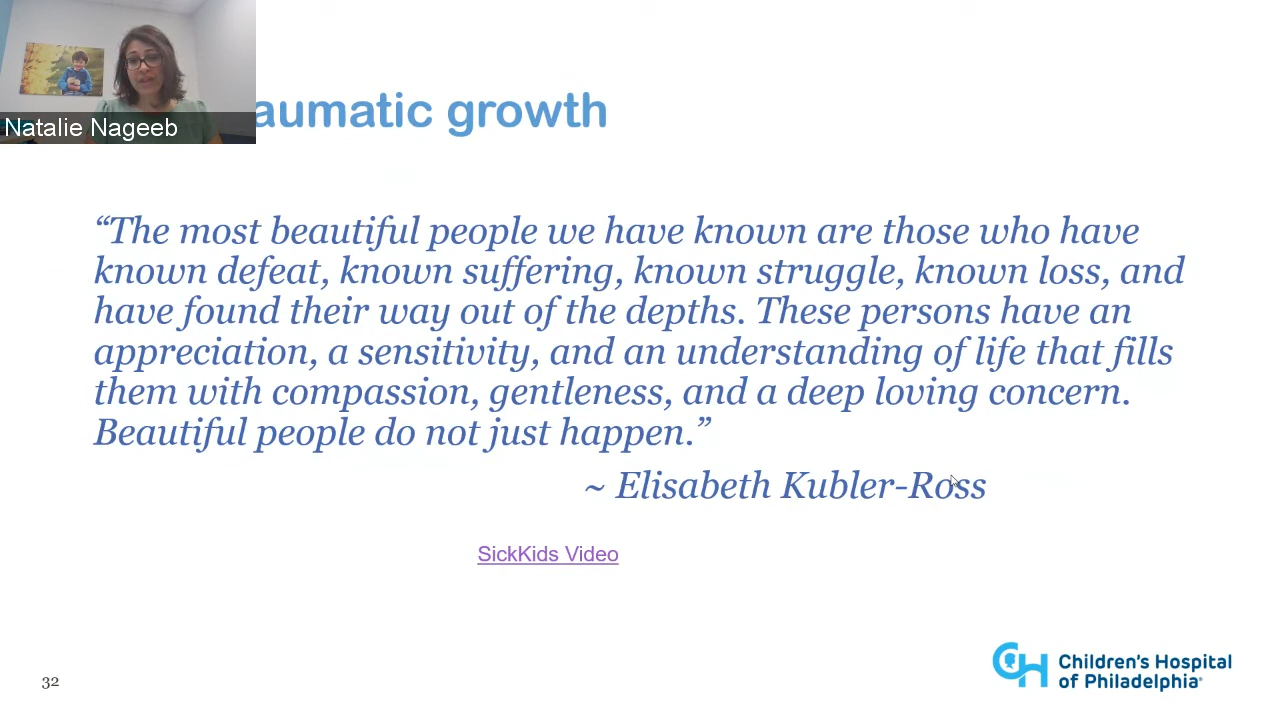 Natalie Nageeb
aumatic growth
“The most beautiful people we have known are those who have
known defeat, known suffering, known struggle, known loss, and
have found their way out of the depths. These persons have an
appreciation, a sensitivity, and an understanding of life that fills
them with compassion, gentleness, and a deep loving concern.
Beautiful people do not just happen.”
~ Elisabeth Kubler-Ross
SickKids Video
32
CH Children's Hospital
of Philadelphia